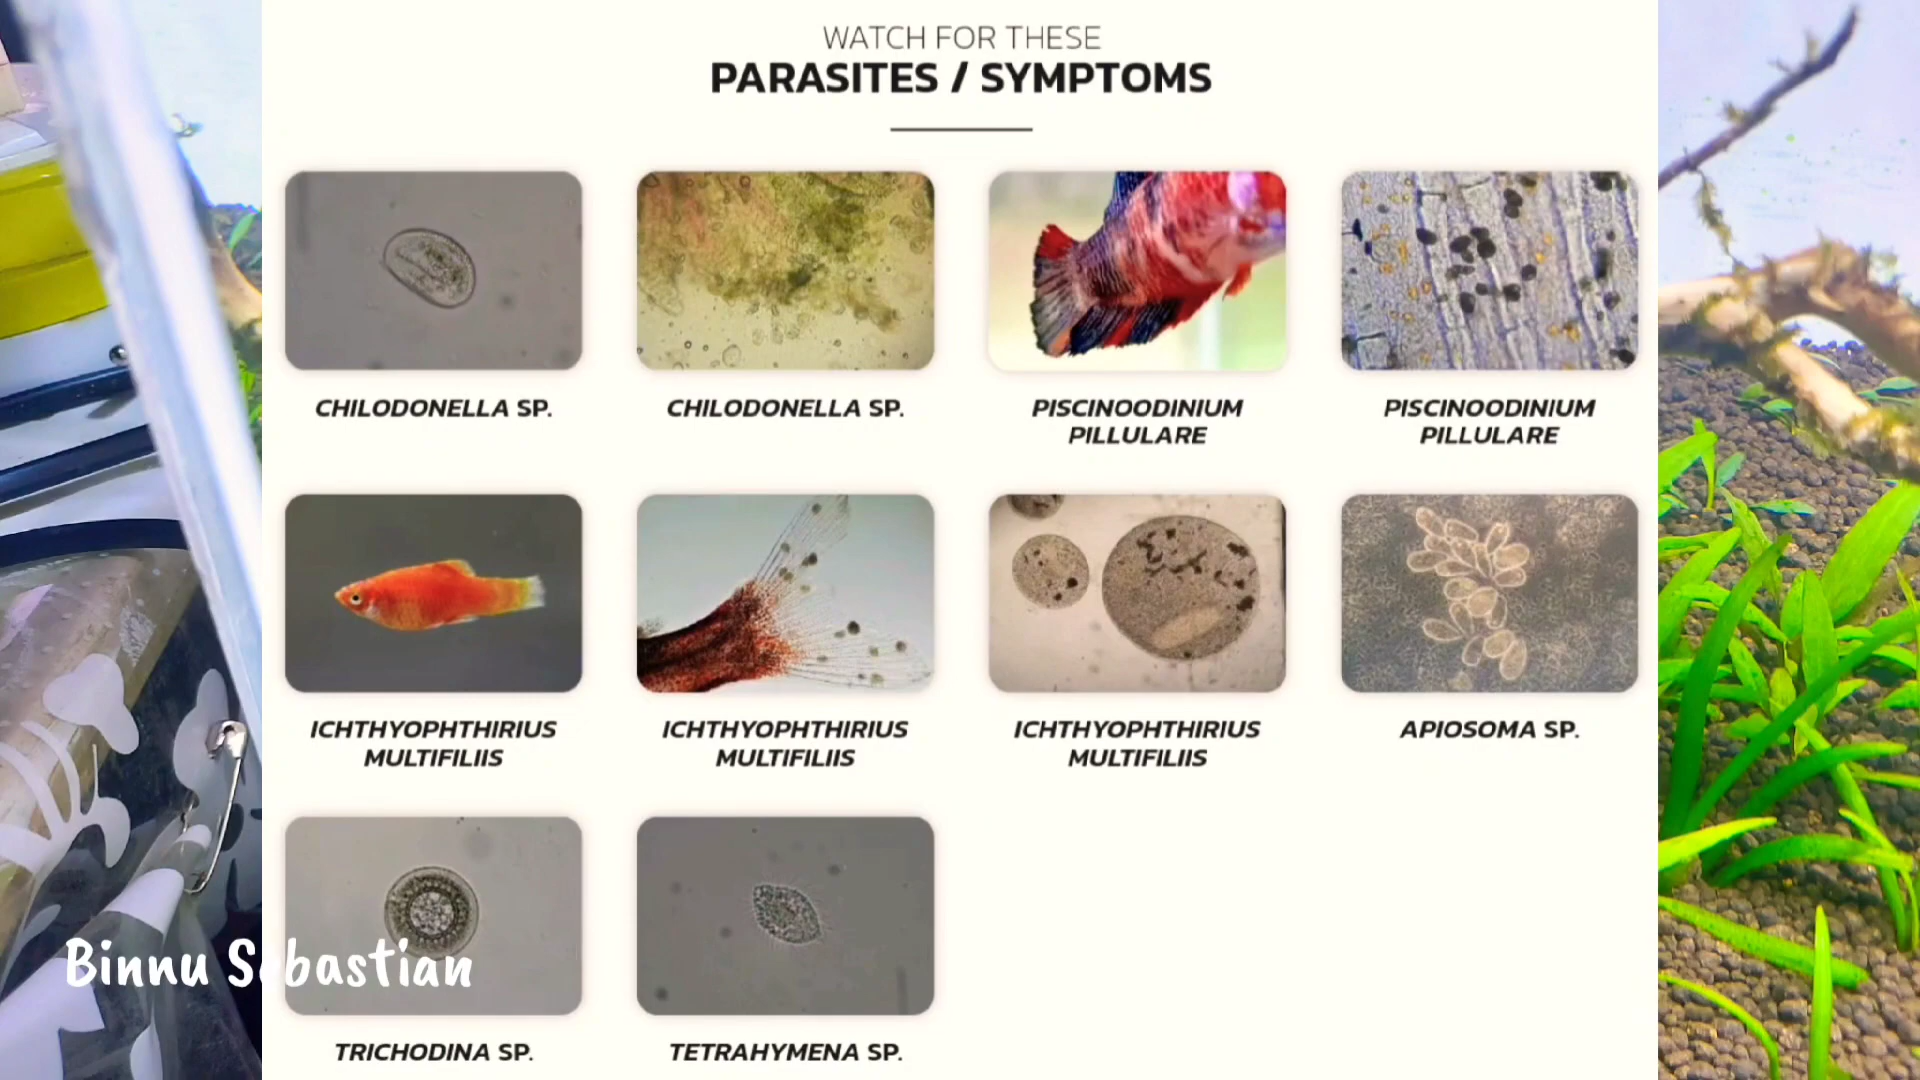 WATCH FOR THESE
PARASITES / SYMPTOMS
CHILODONELLA SP.
CHILODONELLA SP.
PISCINOODINIUM
PILLULARE
PISCINOODINIUM
PILLULARE
ICHTHYOPHTHIRIUS
MULTIFILIIS
ICHTHYOPHTHIRIUS
MULTIFILIIS
ICHTHYOPHTHIRIUS
MULTIFILIIS
APIOSOMA SP.
TRICHODINA SP.
TETRAHYMENA SP.
Binnu Sebastian